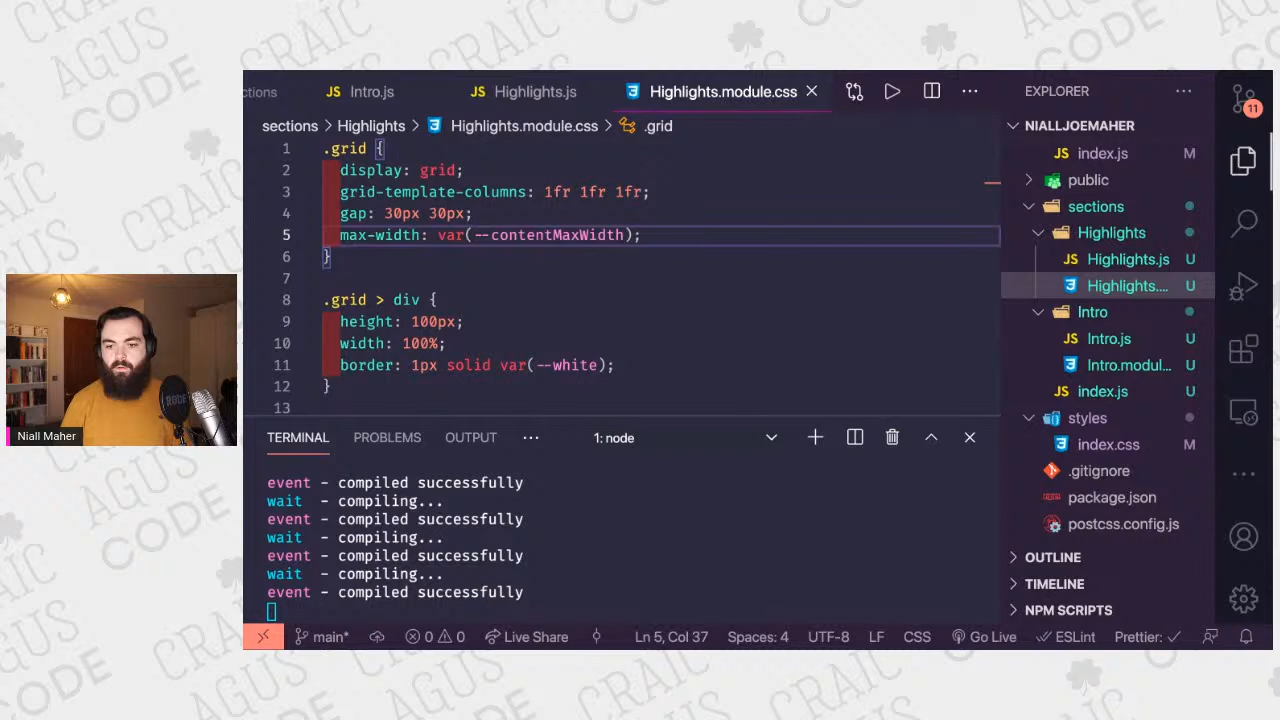 CRAIC
AGUS
CODE
ctions
JS Intro.js
JS Highlights.js
Highlights.module.css
sections > Highlights > Highlights.module.css > .grid
1 .grid {
2 display: grid;
3 grid-template-columns: 1fr 1fr 1fr;
4 gap: 30px 30px;
5 max-width: var(--contentMaxWidth);
6 }
7
8 .grid > div {
9 height: 100px;
10 width: 100%;
11 border: 1px solid var(--white);
12 }
13
TERMINAL PROBLEMS OUTPUT ··· 1: node
event - compiled successfully
wait - compiling...
event - compiled successfully
wait - compiling...
event - compiled successfully
wait - compiling...
event - compiled successfully
EXPLORER ···
NIALLJOEMAHER
JS index.js M
public
sections
Highlights
JS Highlights.js U
Highlights.... U
Intro
JS Intro.js U
Intro.modul... U
JS index.js U
styles
index.css M
.gitignore
package.json
postcss.config.js
OUTLINE
TIMELINE
NPM SCRIPTS
11
main* 0 0 Live Share Ln 5, Col 37 Spaces: 4 UTF-8 LF CSS Go Live ESLint Prettier: ✓
RODE
RODE
Niall Maher